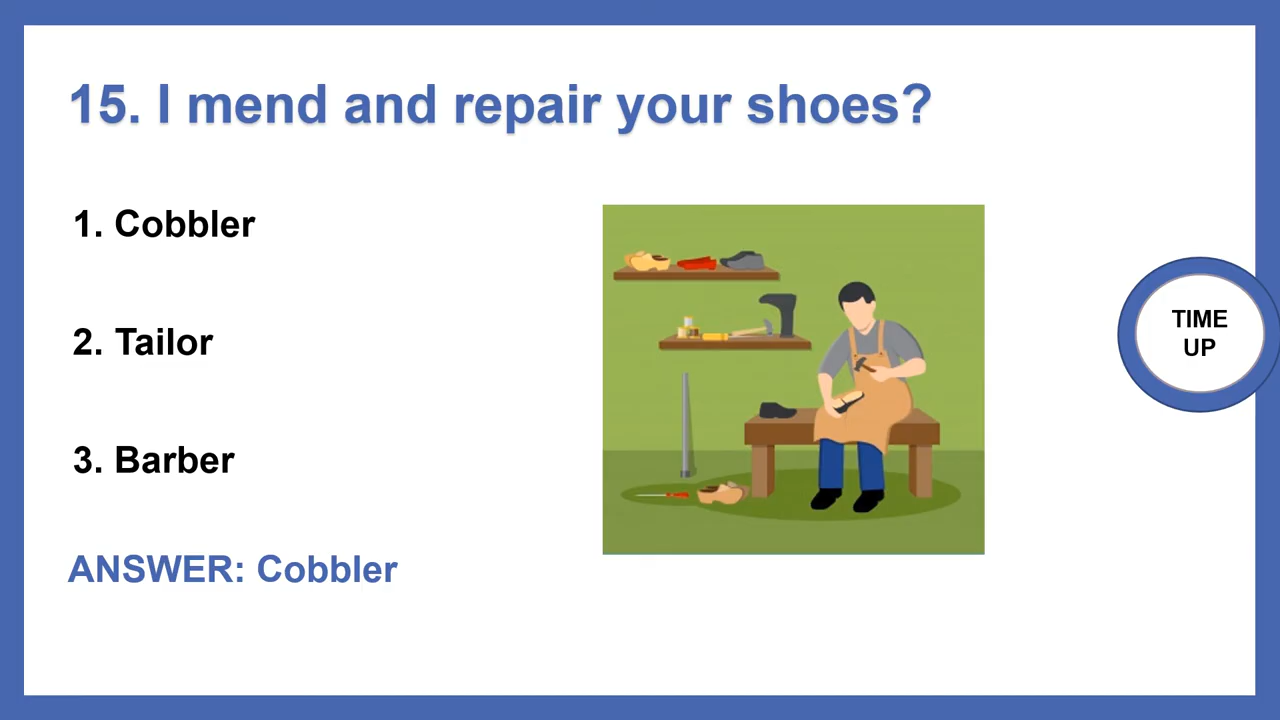 15. I mend and repair your shoes?
1. Cobbler
2. Tailor
3. Barber
ANSWER: Cobbler
TIME
UP